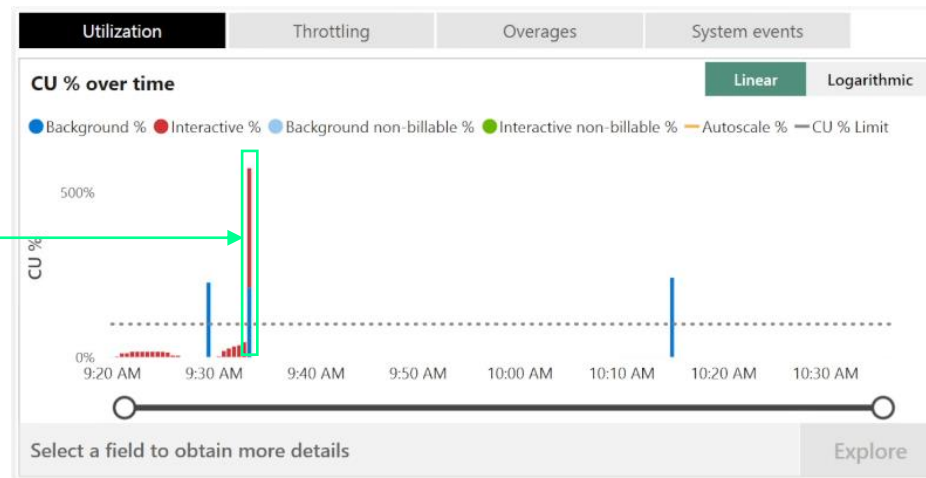 Utilization Throttling Overages System events
CU % over time
Linear Logarithmic
Background % Interactive % Background non-billable % Interactive non-billable % Autoscale % CU % Limit
500%
CU %
0%
9:20 AM 9:30 AM 9:40 AM 9:50 AM 10:00 AM 10:10 AM 10:20 AM 10:30 AM
Select a field to obtain more details
Explore